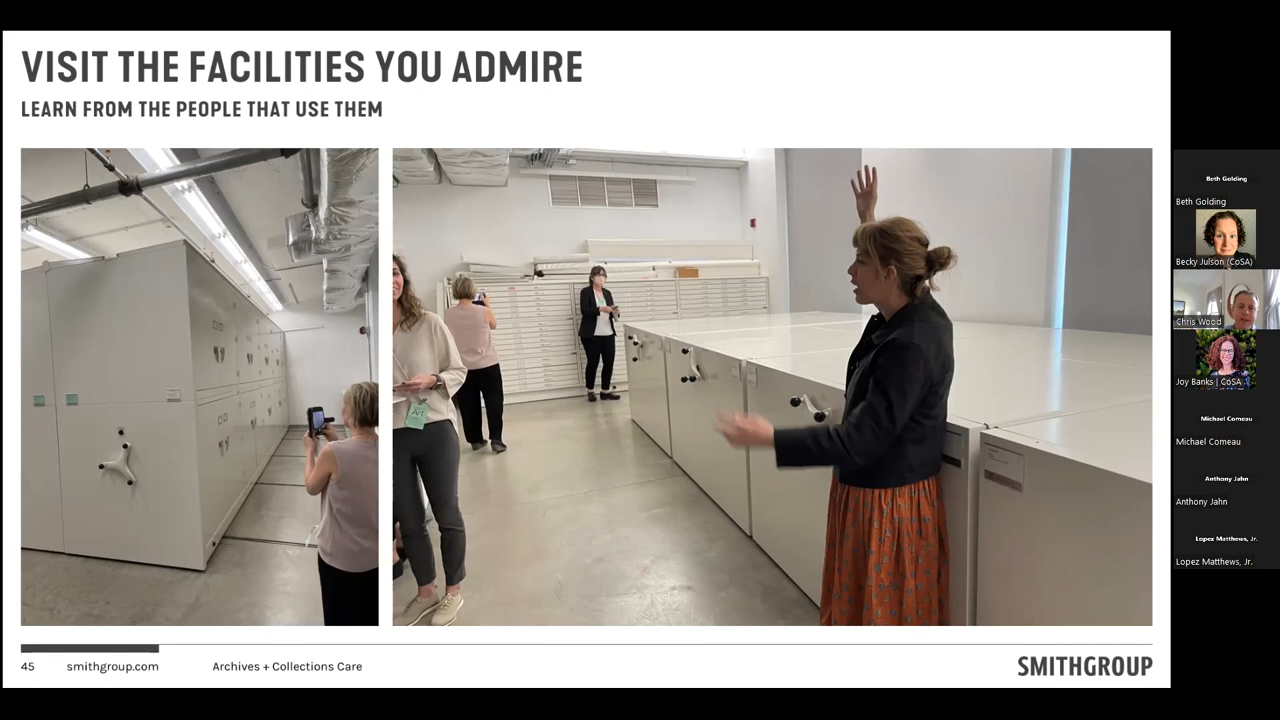 VISIT THE FACILITIES YOU ADMIRE
LEARN FROM THE PEOPLE THAT USE THEM
Art
45 smithgroup.com Archives + Collections Care
SMITHGROUP
Beth Golding
Beth Golding
Becky Julson (CoSA)
Chris Wood
Joy Banks | CoSA
Michael Comeau
Michael Comeau
Anthony Jahn
Anthony Jahn
Lopez Matthews, Jr.
Lopez Matthews, Jr.